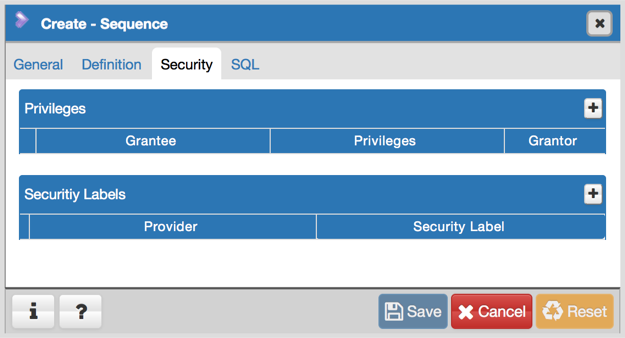 Create - Sequence
General Definition Security SQL
Privileges
Grantee Privileges Grantor
Securitiy Labels
Provider Security Label
i ? Save Cancel Reset